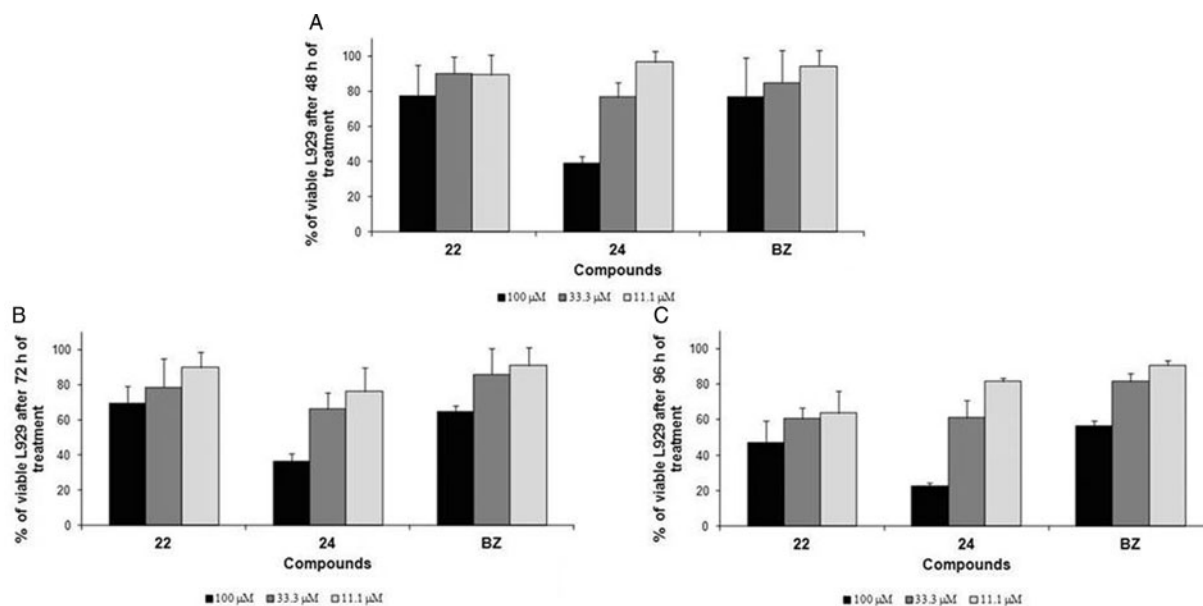 A
% of viable L929 after 48 h of
treatment
100
80
60
40
20
0
22 24 BZ
Compounds
100 µM 33.3 µM 11.1 µM
B
% of viable L929 after 72 h of
treatment
100
80
60
40
20
0
22 24 BZ
Compounds
100 µM 33.3 µM 11.1 µM
C
% of viable L929 after 96 h of
treatment
100
80
60
40
20
0
22 24 BZ
Compounds
100 µM 33.3 µM 11.1 µM